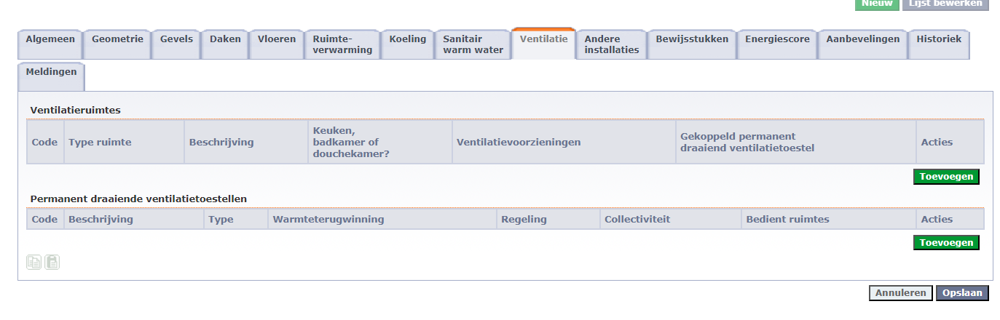 Nieuw Lijst bewerken
Algemeen Geometrie Gevels Daken Vloeren Ruimte- Koeling Sanitair Ventilatie Andere Bewijsstukken Energiescore Aanbevelingen Historiek
verwarming warm water installaties
Meldingen
Ventilatieruimtes
Code Type ruimte Beschrijving Keuken, badkamer of douchekamer? Ventilatievoorzieningen Gekoppeld permanent draaiend ventilatietoestel Acties
Toevoegen
Permanent draaiende ventilatietoestellen
Code Beschrijving Type Warmteterugwinning Regeling Collectiviteit Bedient ruimtes Acties
Toevoegen
Annuleren Opslaan